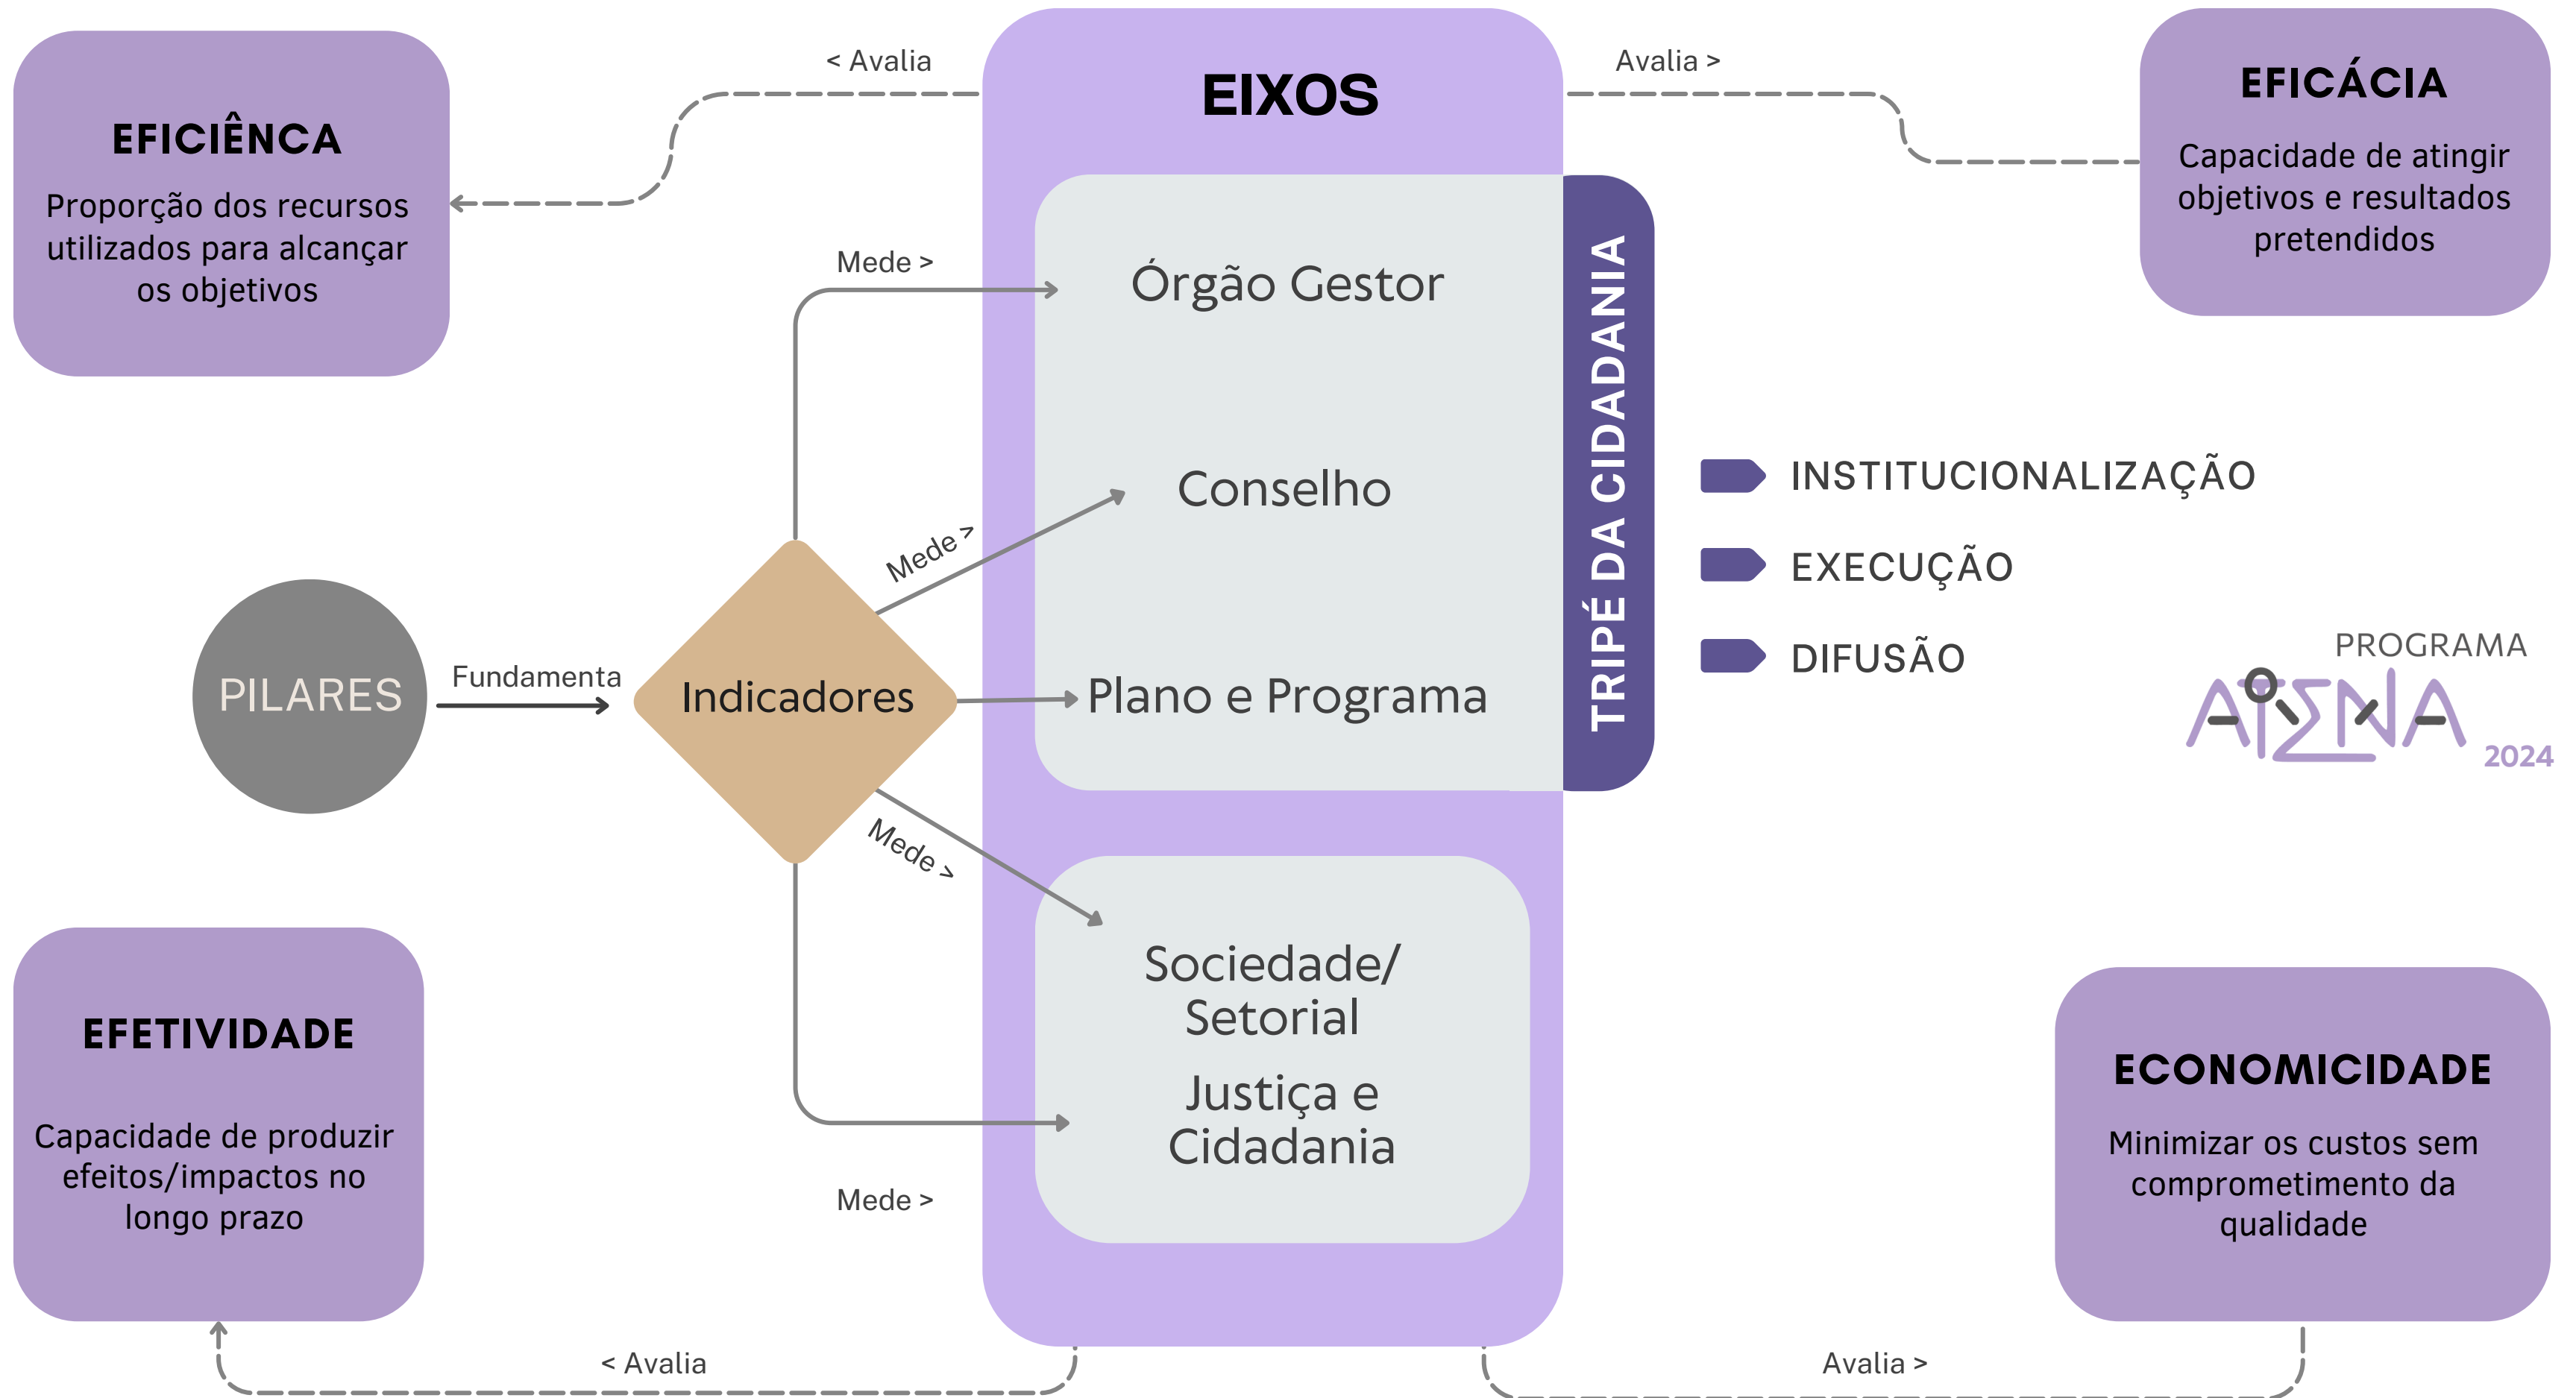 < Avalia
EIXOS
Avalia >
EFICIÊNCA
Proporção dos recursos
utilizados para alcançar
os objetivos
EFICÁCIA
Capacidade de atingir
objetivos e resultados
pretendidos
Mede >
Órgão Gestor
Mede >
Conselho
PILARES
Fundamenta
Indicadores
Plano e Programa
TRIPÉ DA CIDADANIA
INSTITUCIONALIZAÇÃO
EXECUÇÃO
DIFUSÃO
PROGRAMA
ATENA
2024
Mede >
Sociedade/
Setorial
Justiça e
Cidadania
Mede >
EFETIVIDADE
Capacidade de produzir
efeitos/impactos no
longo prazo
ECONOMICIDADE
Minimizar os custos sem
comprometimento da
qualidade
< Avalia
Avalia >